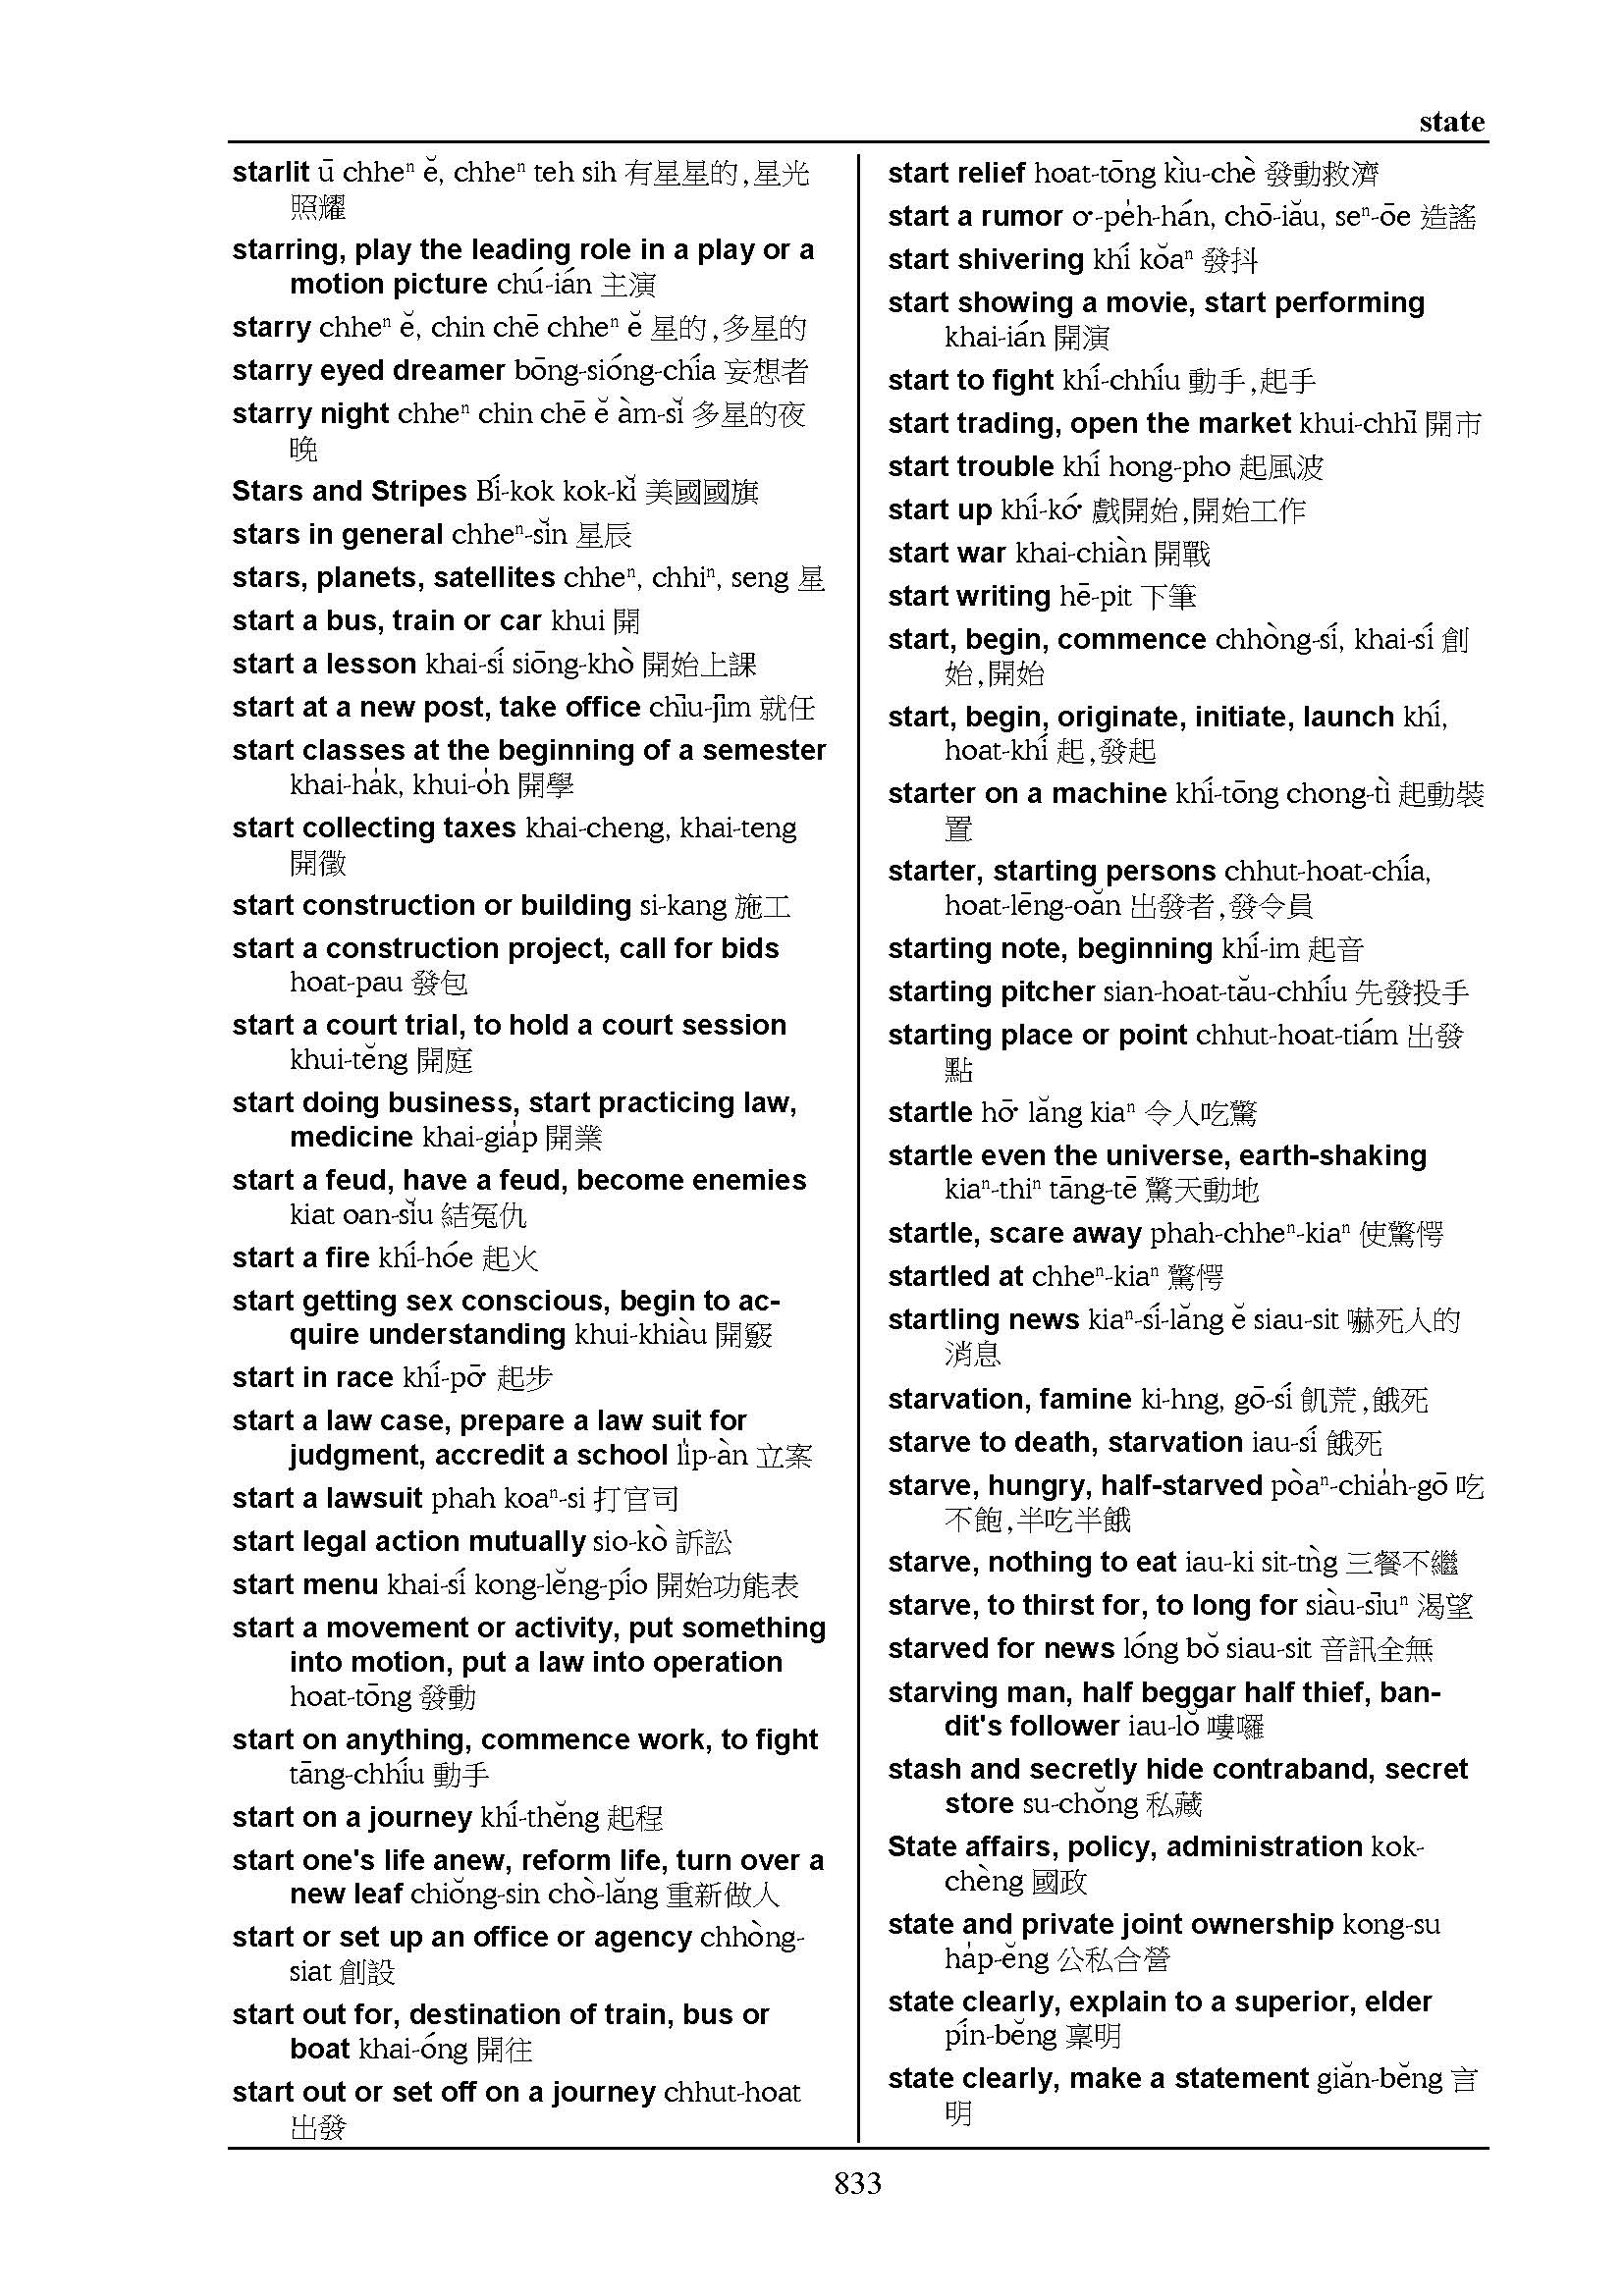 state
starlit ū chheⁿ ĕ, chheⁿ teh sih 有星星的,星光
照耀
starring, play the leading role in a play or a
motion picture chú-ián 主演
starry chheⁿ ĕ, chin chē chheⁿ ĕ 星的,多星的
starry eyed dreamer bōng-sióng-chía 妄想者
starry night chheⁿ chin chē ĕ àm-sĭ 多星的夜
晚
Stars and Stripes Bí-kok kok-kĭ 美國國旗
stars in general chheⁿ-sĭn 星辰
stars, planets, satellites chheⁿ, chhiⁿ, seng 星
start a bus, train or car khui 開
start a lesson khai-sí siōng-khò 開始上課
start at a new post, take office chīu-jīm 就任
start classes at the beginning of a semester
khai-ha̍k, khui-o̍h 開學
start collecting taxes khai-cheng, khai-teng
開徵
start construction or building si-kang 施工
start a construction project, call for bids
hoat-pau 發包
start a court trial, to hold a court session
khui-tĕng 開庭
start doing business, start practicing law,
medicine khai-gia̍p 開業
start a feud, have a feud, become enemies
kiat oan-sĭu 結冤仇
start a fire khí-hóe 起火
start getting sex conscious, begin to ac-
quire understanding khui-khiàu 開竅
start in race khí-pō͘ 起步
start a law case, prepare a law suit for
judgment, accredit a school li̍p-àn 立案
start a lawsuit phah koaⁿ-si 打官司
start legal action mutually sio-kò 訴訟
start menu khai-sí kong-lĕng-pío 開始功能表
start a movement or activity, put something
into motion, put a law into operation
hoat-tōng 發動
start on anything, commence work, to fight
tāng-chhíu 動手
start on a journey khí-thĕng 起程
start one's life anew, reform life, turn over a
new leaf chiŏng-sin chò-lăng 重新做人
start or set up an office or agency chhòng-
siat 創設
start out for, destination of train, bus or
boat khai-óng 開往
start out or set off on a journey chhut-hoat
出發
start relief hoat-tōng kìu-chè 發動救濟
start a rumor o͘-pe̍h-hán, chō-iău, seⁿ-ōe 造謠
start shivering khí kŏaⁿ 發抖
start showing a movie, start performing
khai-ián 開演
start to fight khí-chhíu 動手,起手
start trading, open the market khui-chhī 開市
start trouble khí hong-pho 起風波
start up khí-kó͘ 戲開始,開始工作
start war khai-chiàn 開戰
start writing hē-pit 下筆
start, begin, commence chhòng-sí, khai-sí 創
始,開始
start, begin, originate, initiate, launch khí,
hoat-khí 起,發起
starter on a machine khí-tōng chong-tì 起動裝
置
starter, starting persons chhut-hoat-chía,
hoat-lēng-oăn 出發者,發令員
starting note, beginning khí-im 起音
starting pitcher sian-hoat-tău-chhíu 先發投手
starting place or point chhut-hoat-tiám 出發
點
startle hō͘ lăng kiaⁿ 令人吃驚
startle even the universe, earth-shaking
kiaⁿ-thiⁿ tāng-tē 驚天動地
startle, scare away phah-chheⁿ-kiaⁿ 使驚愕
startled at chheⁿ-kiaⁿ 驚愕
startling news kiaⁿ-sí-lăng ĕ siau-sit 嚇死人的
消息
starvation, famine ki-hng, gō-sí 飢荒,餓死
starve to death, starvation iau-sí 餓死
starve, hungry, half-starved pòaⁿ-chia̍h-gō 吃
不飽,半吃半餓
starve, nothing to eat iau-ki sit-tǹg 三餐不繼
starve, to thirst for, to long for siàu-sīuⁿ 渴望
starved for news lóng bŏ siau-sit 音訊全無
starving man, half beggar half thief, ban-
dit's follower iau-lŏ 嘍囉
stash and secretly hide contraband, secret
store su-chŏng 私藏
State affairs, policy, administration kok-
chèng 國政
state and private joint ownership kong-su
ha̍p-ĕng 公私合營
state clearly, explain to a superior, elder
pín-bĕng 稟明
state clearly, make a statement giăn-bĕng 言
明
833